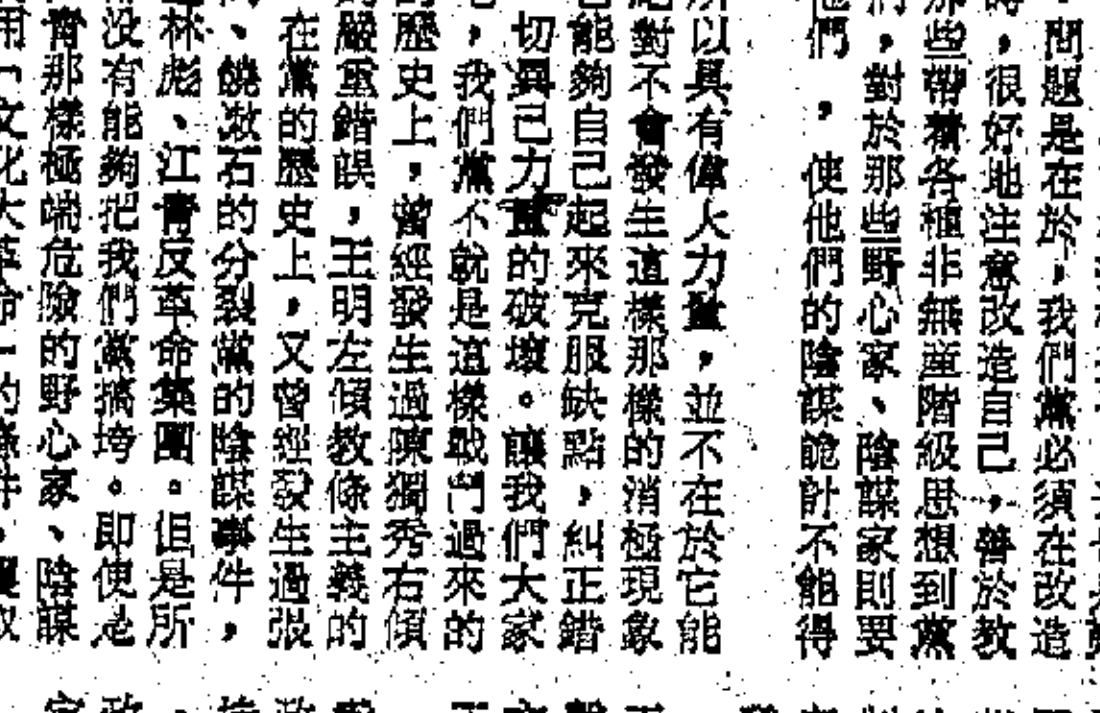 問題是在於，我們黨必須在改造
時，很好地注意改造自己，善於教
那些帶着各種非無產階級思想到黨
們，對於那些野心家、陰謀家則要
他們，使他們的陰謀詭計不能得
所以具有偉大力量，並不在於它能
絕對不會發生這樣那樣的消極現象
能夠自己起來克服缺點，糾正錯
切異己力量的破壞。讓我們大家
，我們黨不就是這樣戰鬥過來的
歷史上，曾經發生過陳獨秀右傾
的嚴重錯誤，王明左傾教條主義的
在黨的歷史上，又曾經發生過張
、饒漱石的分裂黨的陰謀事件，
林彪、江青反革命集團。但是所
沒有能夠把我們黨搞垮。即使是
青那樣極端危險的野心家、陰謀
用「文化大革命」的條件，